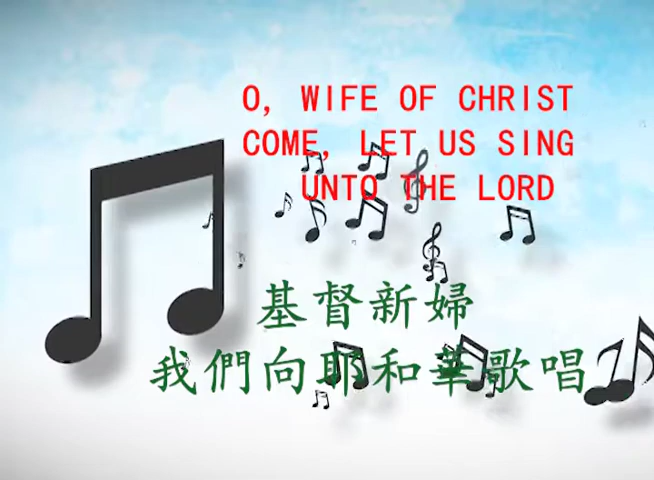 O, WIFE OF CHRIST
COME, LET US SING
UNTO THE LORD
基督新婦
我們向耶和華歌唱